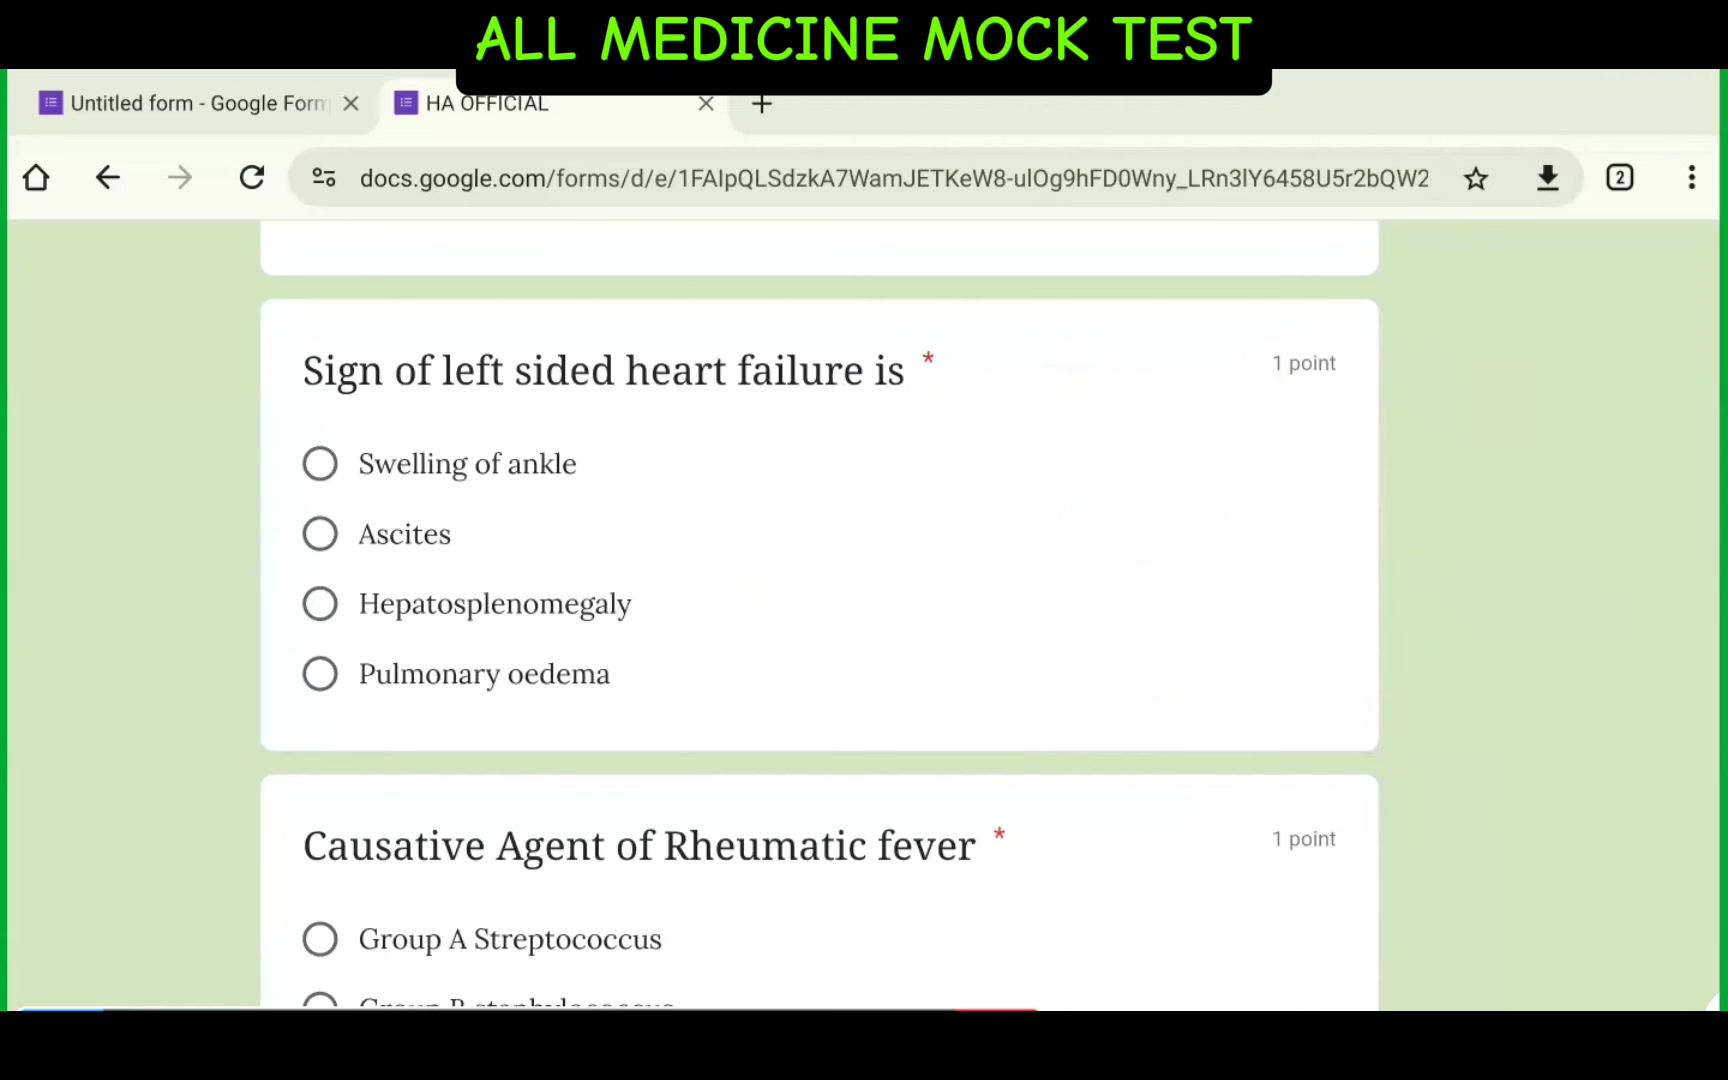 ALL MEDICINE MOCK TEST
Untitled form - Google Form
HA OFFICIAL
docs.google.com/forms/d/e/1FAIpQLSdzkA7WamJETKeW8-ulOg9hFD0Wny_LRn3lY6458U5r2bQW2
2
Sign of left sided heart failure is *
1 point
Swelling of ankle
Ascites
Hepatosplenomegaly
Pulmonary oedema
Causative Agent of Rheumatic fever *
1 point
Group A Streptococcus